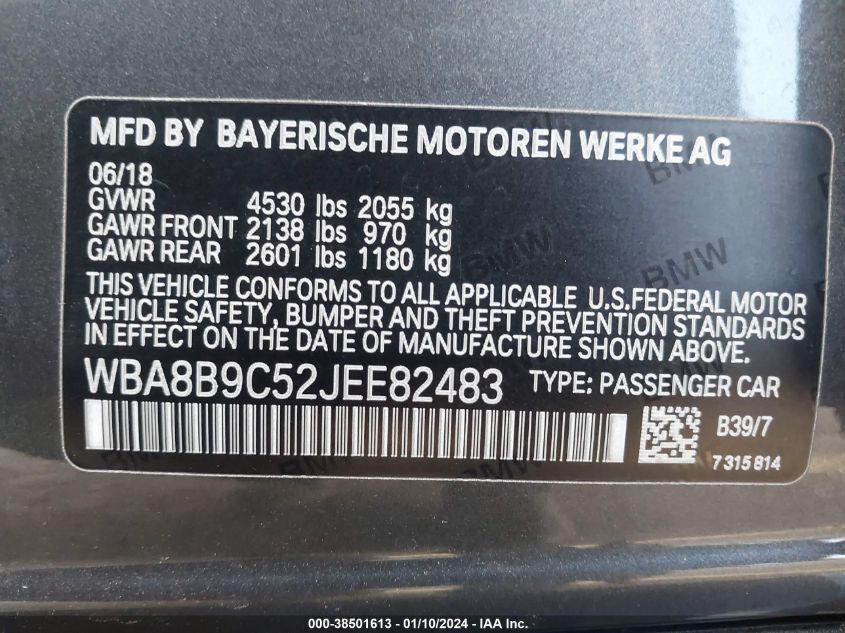 MFD BY BAYERISCHE MOTOREN WERKE AG
06/18
GVWR 4530 lbs 2055 kg
GAWR FRONT 2138 lbs 970 kg
GAWR REAR 2601 lbs 1180 kg
THIS VEHICLE CONFORMS TO ALL APPLICABLE U.S.FEDERAL MOTOR
VEHICLE SAFETY, BUMPER AND THEFT PREVENTION STANDARDS
IN EFFECT ON THE DATE OF MANUFACTURE SHOWN ABOVE.
WBA8B9C52JEE82483 TYPE: PASSENGER CAR
B39/7
7 315 814
000-38501613 - 01/10/2024 - IAA Inc.